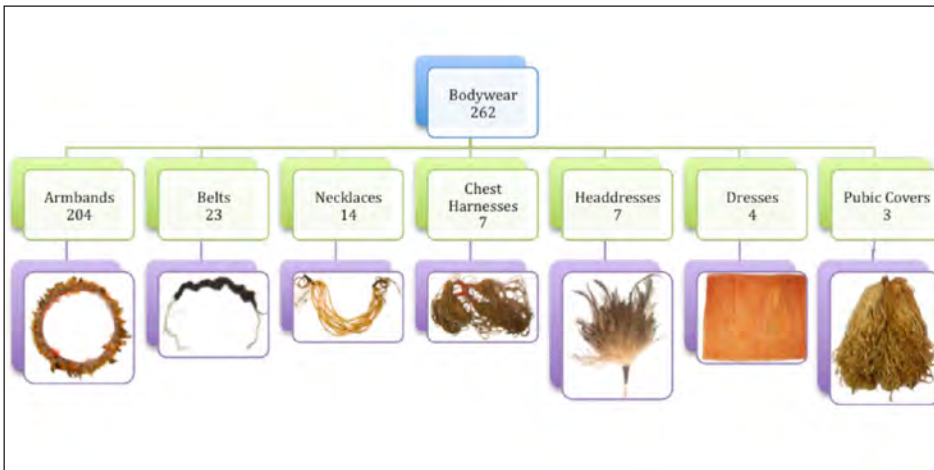 Bodywear
262
Armbands
204
Belts
23
Necklaces
14
Chest
Harnesses
7
Headdresses
7
Dresses
4
Pubic Covers
3